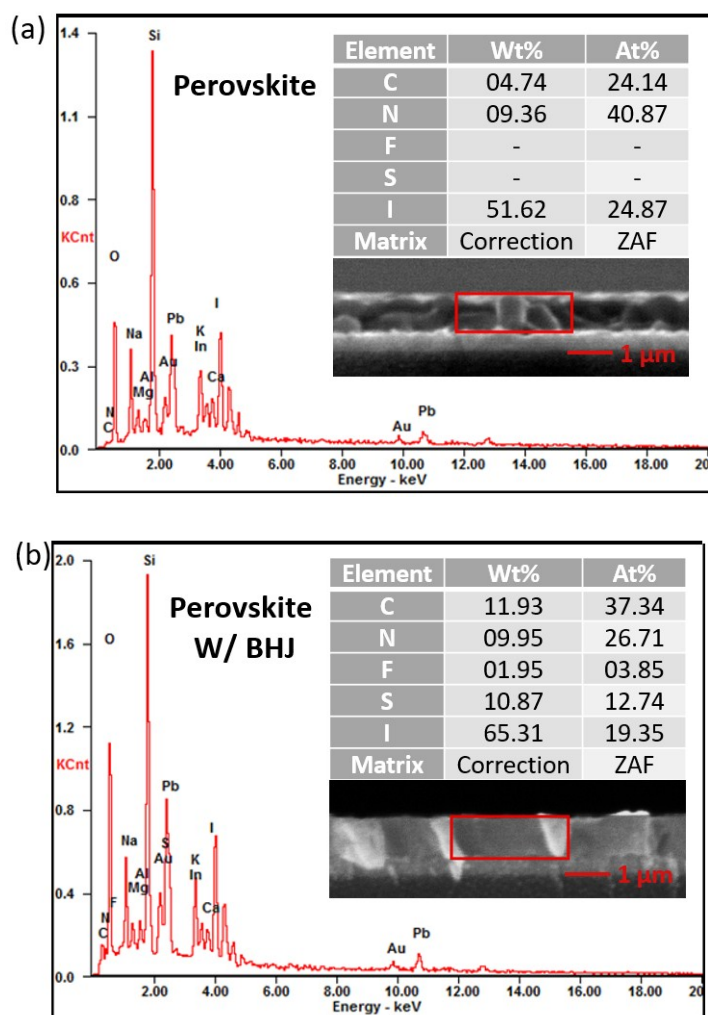 (a)
1.4
Si
Perovskite
Element Wt% At%
C 04.74 24.14
N 09.36 40.87
F - -
S - -
I 51.62 24.87
Matrix Correction ZAF
1.1
0.8
KCnt
0.6
O
Na
Pb
K
In
I
Al
Mg
Au
Ca
0.3
N
C
Au
Pb
1 μm
0.0
2.00 4.00 6.00 8.00 10.00 12.00 14.00 16.00 18.00 20
Energy - keV
(b)
2.0
Si
Perovskite
W/ BHJ
Element Wt% At%
C 11.93 37.34
N 09.95 26.71
F 01.95 03.85
S 10.87 12.74
I 65.31 19.35
Matrix Correction ZAF
O
1.6
1.2
KCnt
0.8
Pb
Na
S
Au
K
In
I
Al
Mg
Ca
0.4
F
N
C
Au
Pb
1 μm
0.0
2.00 4.00 6.00 8.00 10.00 12.00 14.00 16.00 18.00 20
Energy - keV